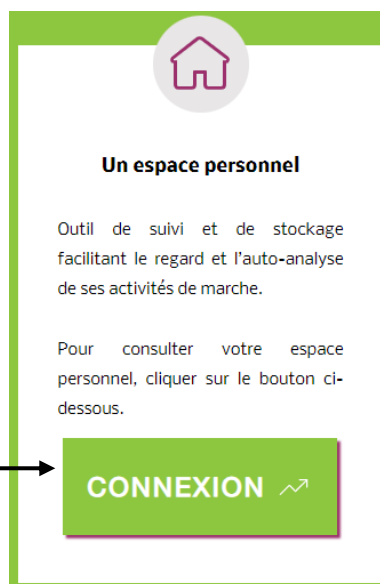 Un espace personnel
Outil de suivi et de stockage
facilitant le regard et l'auto-analyse
de ses activités de marche.
Pour consulter votre espace
personnel, cliquer sur le bouton ci-
dessous.
CONNEXION